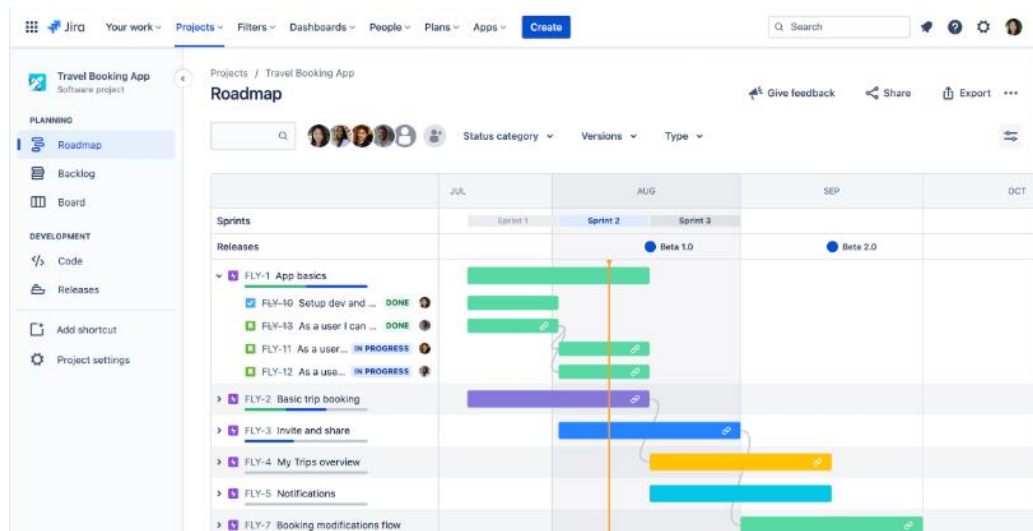 Jira Your work Projects Filters Dashboards People Plans Apps Create Search
Travel Booking App
Software project
PLANNING
Roadmap
Backlog
Board
DEVELOPMENT
Code
Releases
Add shortcut
Project settings
Projects / Travel Booking App
Roadmap
Give feedback Share Export
Status category Versions Type
JUL AUG SEP OCT
Sprints Sprint 1 Sprint 2 Sprint 3
Releases Beta 1.0 Beta 2.0
FLY-1 App basics
FLY-10 Setup dev and ... DONE
FLY-13 As a user I can ... DONE
FLY-11 As a user... IN PROGRESS
FLY-12 As a use... IN PROGRESS
FLY-2 Basic trip booking
FLY-3 Invite and share
FLY-4 My Trips overview
FLY-5 Notifications
FLY-7 Booking modifications flow